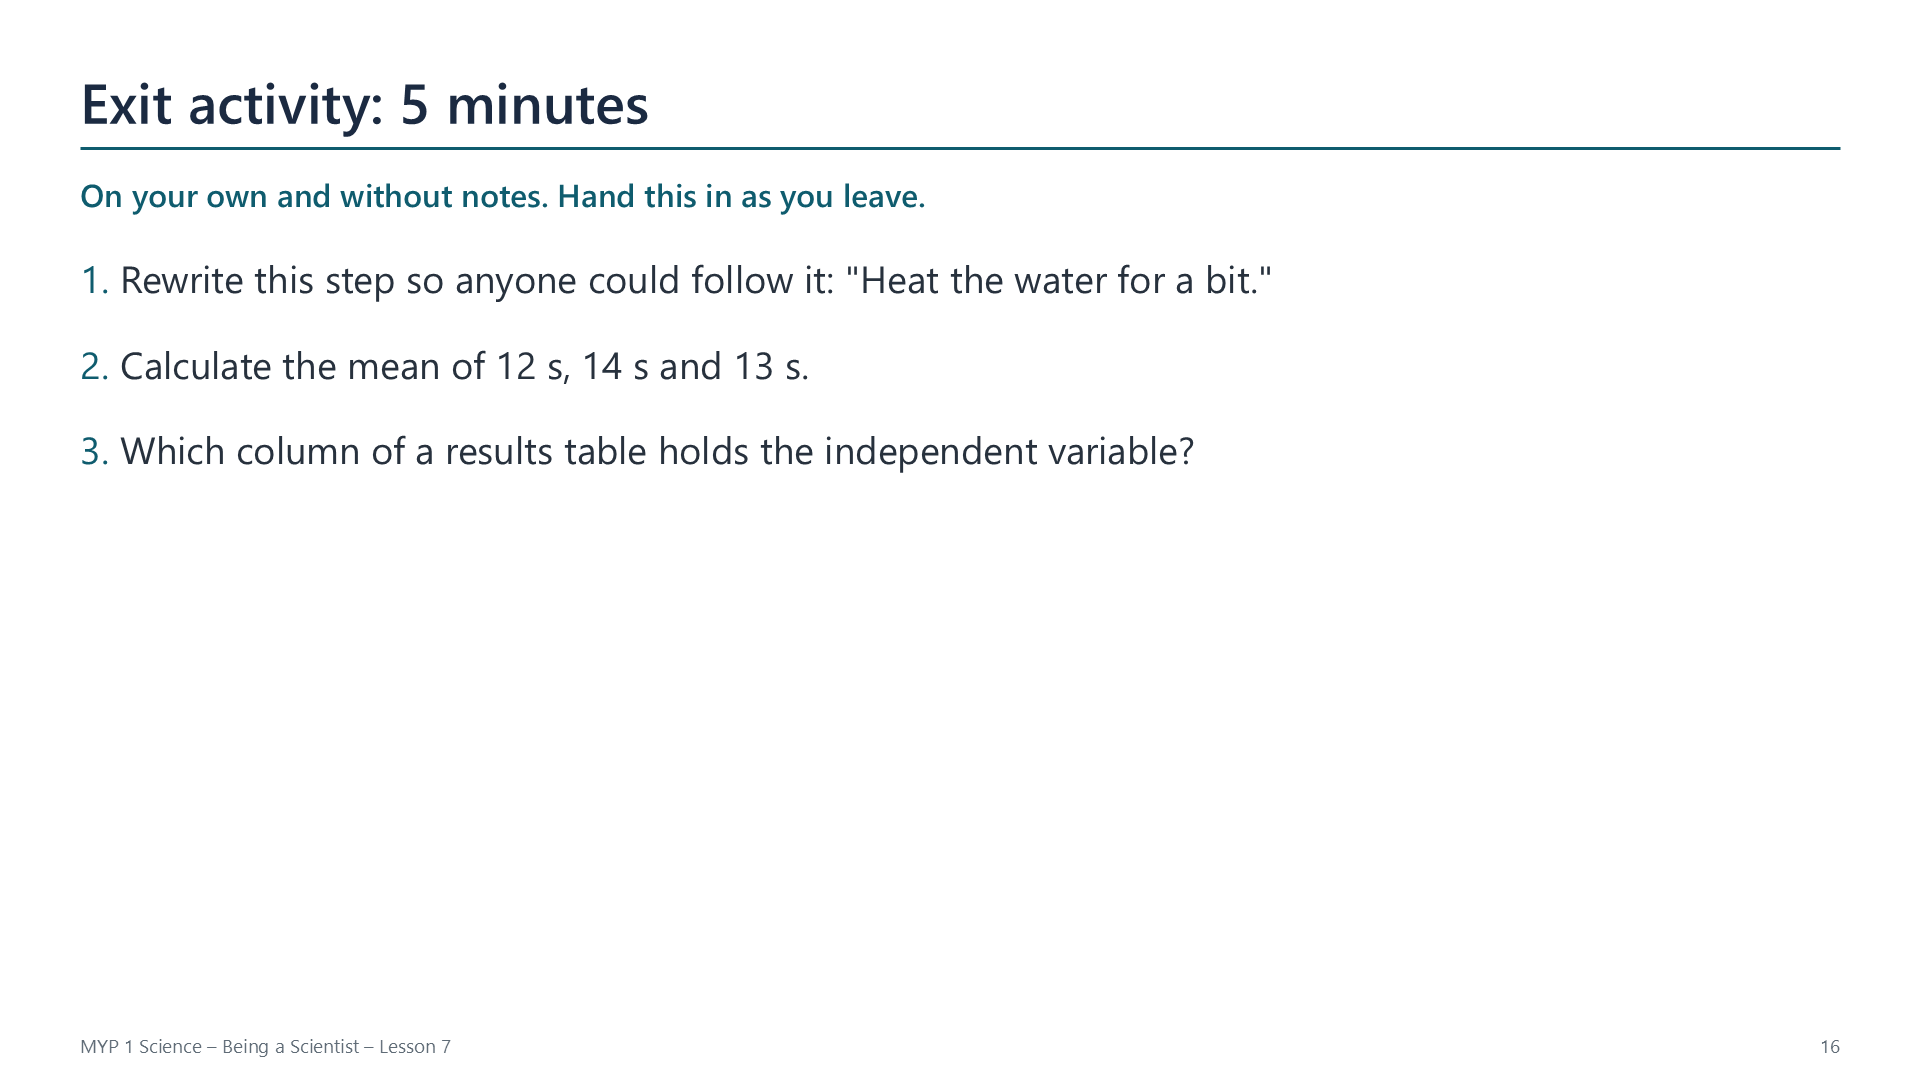 Exit activity: 5 minutes
On your own and without notes. Hand this in as you leave.
1. Rewrite this step so anyone could follow it: "Heat the water for a bit."
2. Calculate the mean of 12 s, 14 s and 13 s.
3. Which column of a results table holds the independent variable?
MYP 1 Science – Being a Scientist – Lesson 7
16